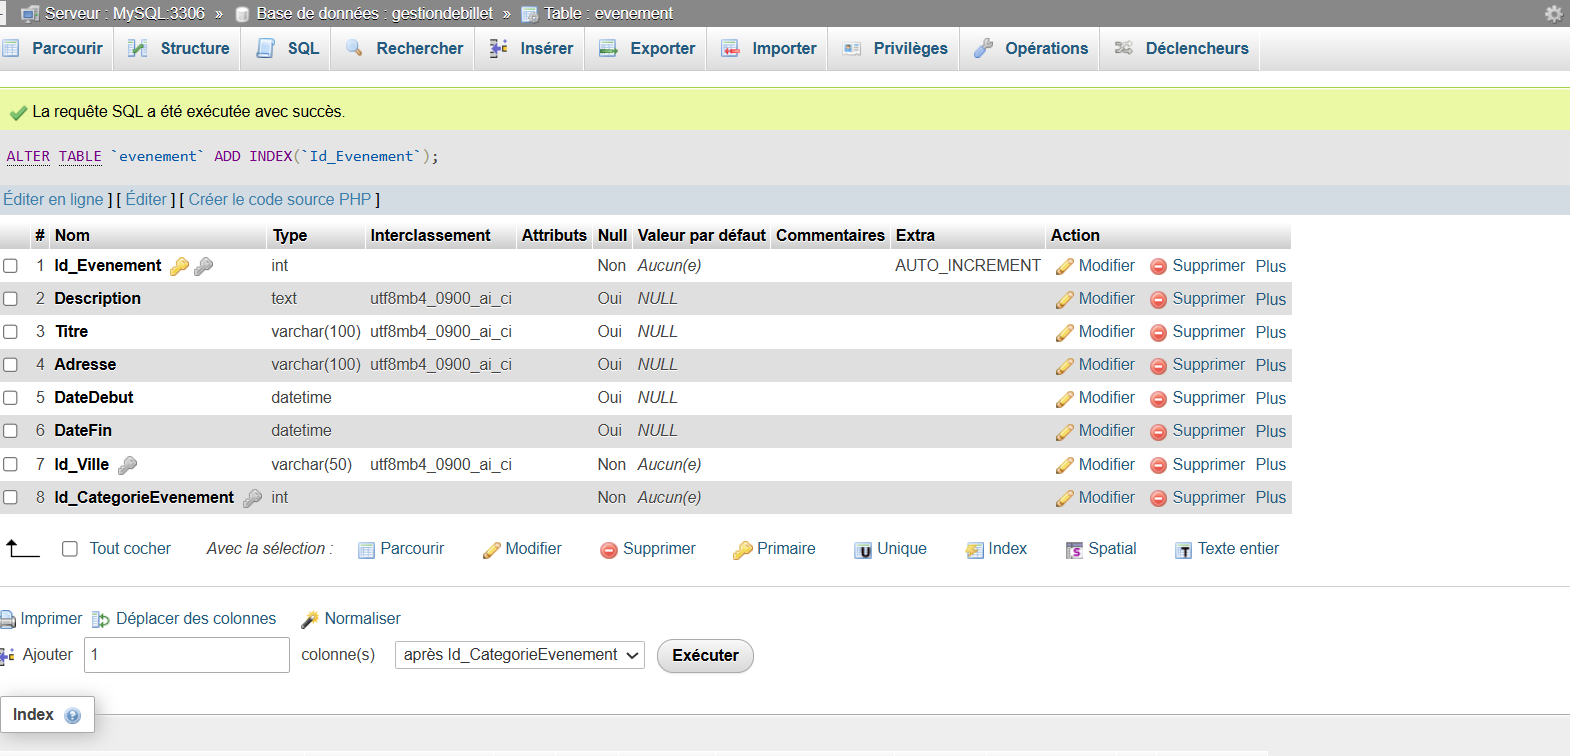 Serveur : MySQL:3306 » Base de données : gestiondebillet » Table : evenement
Parcourir Structure SQL Rechercher Insérer Exporter Importer Privilèges Opérations Déclencheurs
La requête SQL a été exécutée avec succès.
ALTER TABLE `evenement` ADD INDEX(`Id_Evenement`);
Éditer en ligne ] [ Éditer ] [ Créer le code source PHP ]
# Nom Type Interclassement Attributs Null Valeur par défaut Commentaires Extra Action
1 Id_Evenement int Non Aucun(e) AUTO_INCREMENT Modifier Supprimer Plus
2 Description text utf8mb4_0900_ai_ci Oui NULL Modifier Supprimer Plus
3 Titre varchar(100) utf8mb4_0900_ai_ci Oui NULL Modifier Supprimer Plus
4 Adresse varchar(100) utf8mb4_0900_ai_ci Oui NULL Modifier Supprimer Plus
5 DateDebut datetime Oui NULL Modifier Supprimer Plus
6 DateFin datetime Oui NULL Modifier Supprimer Plus
7 Id_Ville varchar(50) utf8mb4_0900_ai_ci Non Aucun(e) Modifier Supprimer Plus
8 Id_CategorieEvenement int Non Aucun(e) Modifier Supprimer Plus
Tout cocher Avec la sélection : Parcourir Modifier Supprimer Primaire Unique Index Spatial Texte entier
Imprimer Déplacer des colonnes Normaliser
Ajouter 1 colonne(s) après Id_CategorieEvenement Exécuter
Index